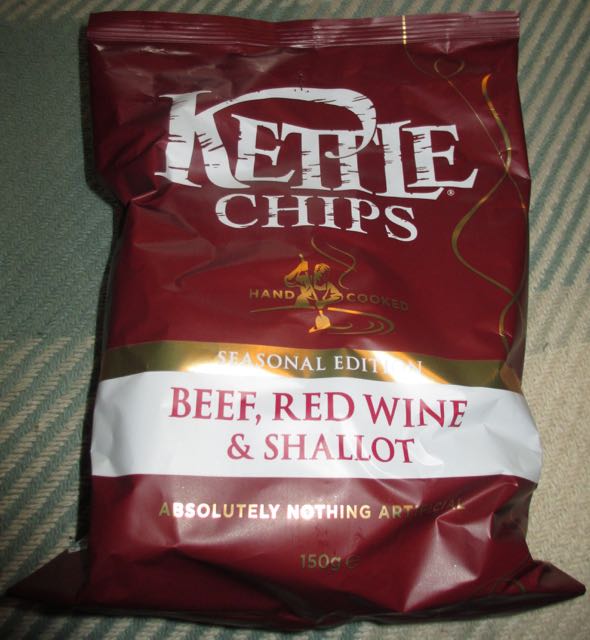 KETTLE®
CHIPS
HAND COOKED
SEASONAL EDITION
BEEF, RED WINE
& SHALLOT
ABSOLUTELY NOTHING ARTIFICIAL
150g ℮